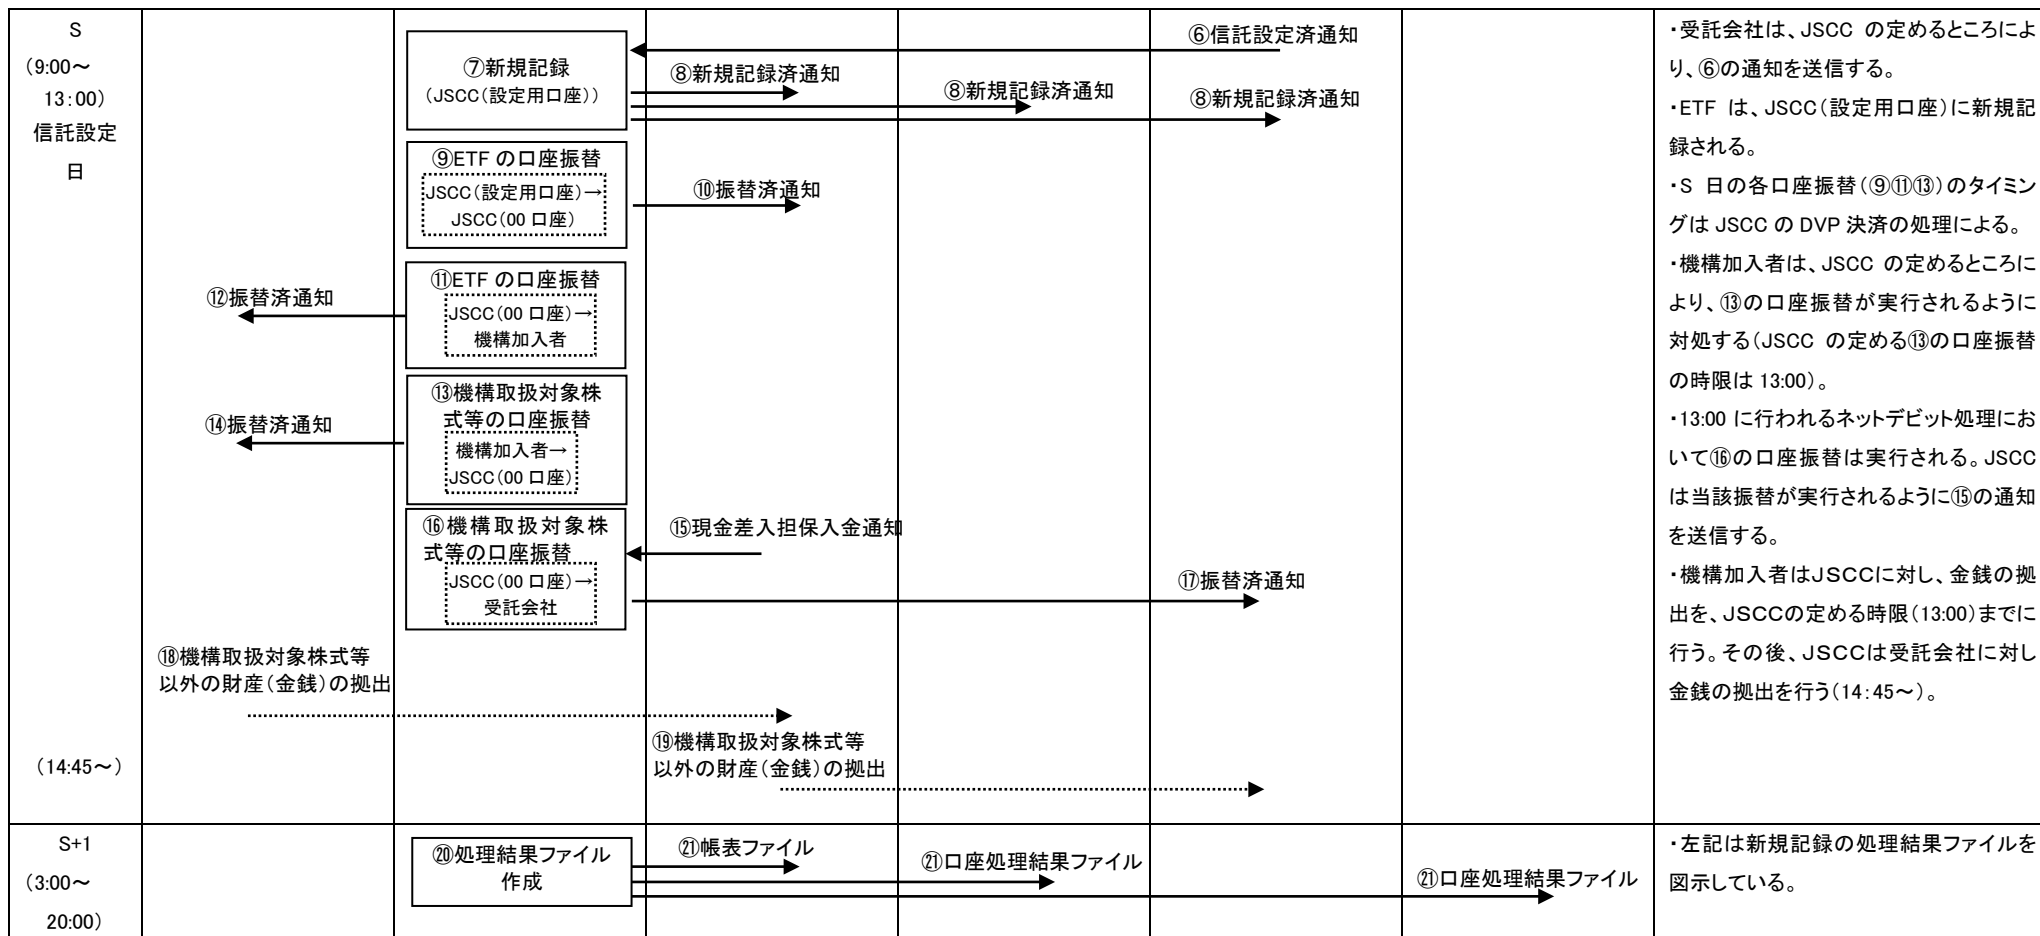 S
（9:00～
13：00）
信託設定
日
（14:45～）
⑦新規記録
（JSCC（設定用口座））
⑥信託設定済通知
⑧新規記録済通知
⑧新規記録済通知
⑧新規記録済通知
⑨ETF の口座振替
JSCC（設定用口座）→
JSCC（00 口座）
⑩振替済通知
⑪ETF の口座振替
JSCC（00 口座）→
機構加入者
⑫振替済通知
⑬機構取扱対象株
式等の口座振替
機構加入者→
JSCC（00 口座）
⑭振替済通知
⑯機構取扱対象株
式等の口座振替
JSCC（00 口座）→
受託会社
⑮現金差入担保入金通知
⑰振替済通知
⑱機構取扱対象株式等
以外の財産（金銭）の拠出
⑲機構取扱対象株式等
以外の財産（金銭）の拠出
・受託会社は、JSCC の定めるところによ
り、⑥の通知を送信する。
・ETF は、JSCC（設定用口座）に新規記
録される。
・S 日の各口座振替（⑨⑪⑬）のタイミン
グは JSCC の DVP 決済の処理による。
・機構加入者は、JSCC の定めるところに
より、⑬の口座振替が実行されるように
対処する（JSCC の定める⑬の口座振替
の時限は 13:00）。
・13:00 に行われるネットデビット処理にお
いて⑯の口座振替は実行される。JSCC
は当該振替が実行されるように⑮の通知
を送信する。
・機構加入者はＪＳＣＣに対し、金銭の拠
出を、ＪＳＣＣの定める時限（13:00）までに
行う。その後、ＪＳＣＣは受託会社に対し
金銭の拠出を行う（14：45～）。
S+1
（3:00～
20:00）
⑳処理結果ファイル
作成
㉑帳表ファイル
㉑口座処理結果ファイル
㉑口座処理結果ファイル
・左記は新規記録の処理結果ファイルを
図示している。